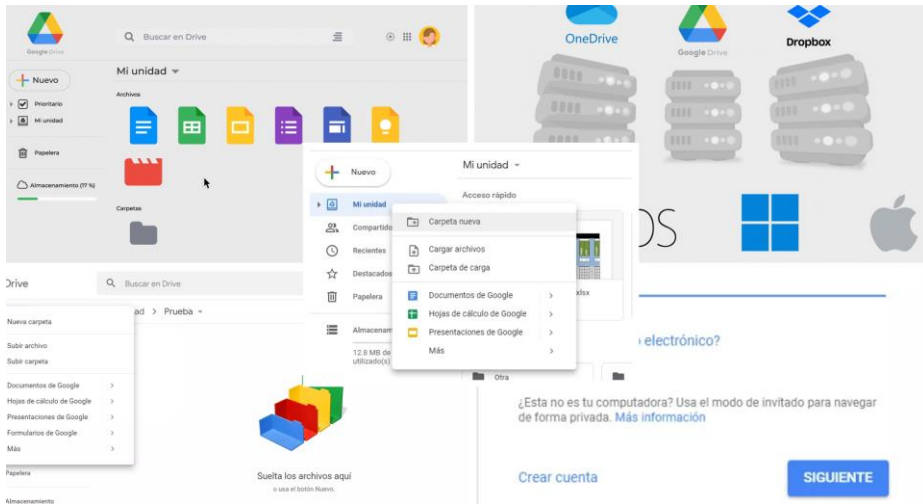 Google Drive
Buscar en Drive
Nuevo
Mi unidad
Archivos
Prioritario
Mi unidad
Papelera
Almacenamiento (17 %)
Carpetas
OneDrive
Google Drive
Dropbox
OS
Nuevo
Mi unidad
Compartido
Recientes
Destacados
Papelera
Almacenam
12.8 MB de
utilizado(s)
Mi unidad
Acceso rápido
Carpeta nueva
Cargar archivos
Carpeta de carga
Documentos de Google
Hojas de cálculo de Google
Presentaciones de Google
Más
xlsx
Otra
Drive
Buscar en Drive
ad > Prueba
Nueva carpeta
Subir archivo
Subir carpeta
Documentos de Google
Hojas de cálculo de Google
Presentaciones de Google
Formularios de Google
Más
Papelera
Almacenamiento
Suelta los archivos aquí
o usa el botón Nuevo.
electrónico?
¿Esta no es tu computadora? Usa el modo de invitado para navegar
de forma privada. Más información
Crear cuenta
SIGUIENTE